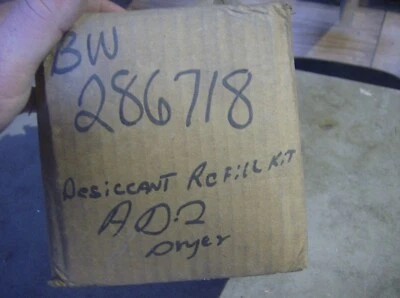 BW
286718
Desiccant Refill Kit
AD-2
Dryer